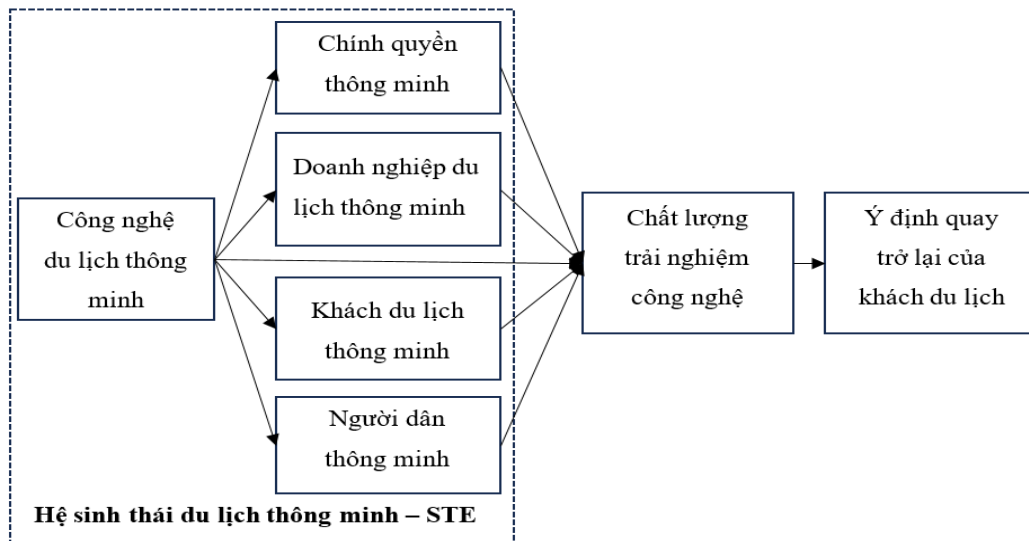 Chính quyền
thông minh
Doanh nghiệp du
lịch thông minh
Công nghệ
du lịch thông
minh
Khách du lịch
thông minh
Người dân
thông minh
Hệ sinh thái du lịch thông minh – STE
Chất lượng
trải nghiệm
công nghệ
Ý định quay
trở lại của
khách du lịch